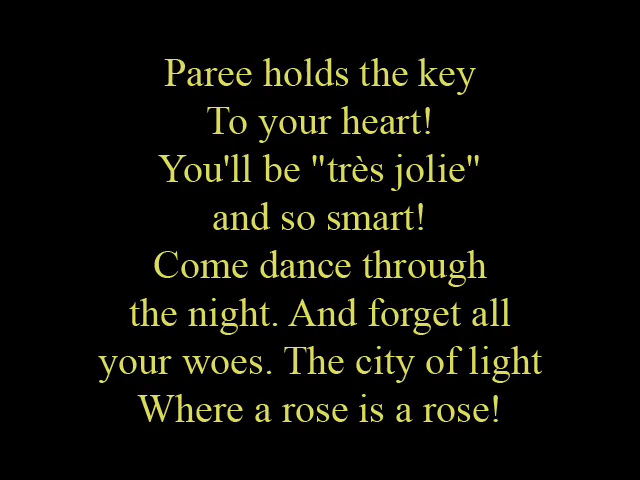 Paree holds the key
To your heart!
You'll be "très jolie"
and so smart!
Come dance through
the night. And forget all
your woes. The city of light
Where a rose is a rose!